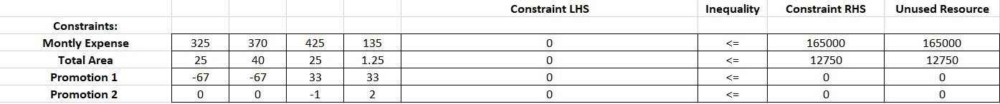 Constraint LHS Inequality Constraint RHS Unused Resource
Constraints:
Montly Expense 325 370 425 135 0 <= 165000 165000
Total Area 25 40 25 1.25 0 <= 12750 12750
Promotion 1 -67 -67 33 33 0 <= 0 0
Promotion 2 0 0 -1 2 0 <= 0 0